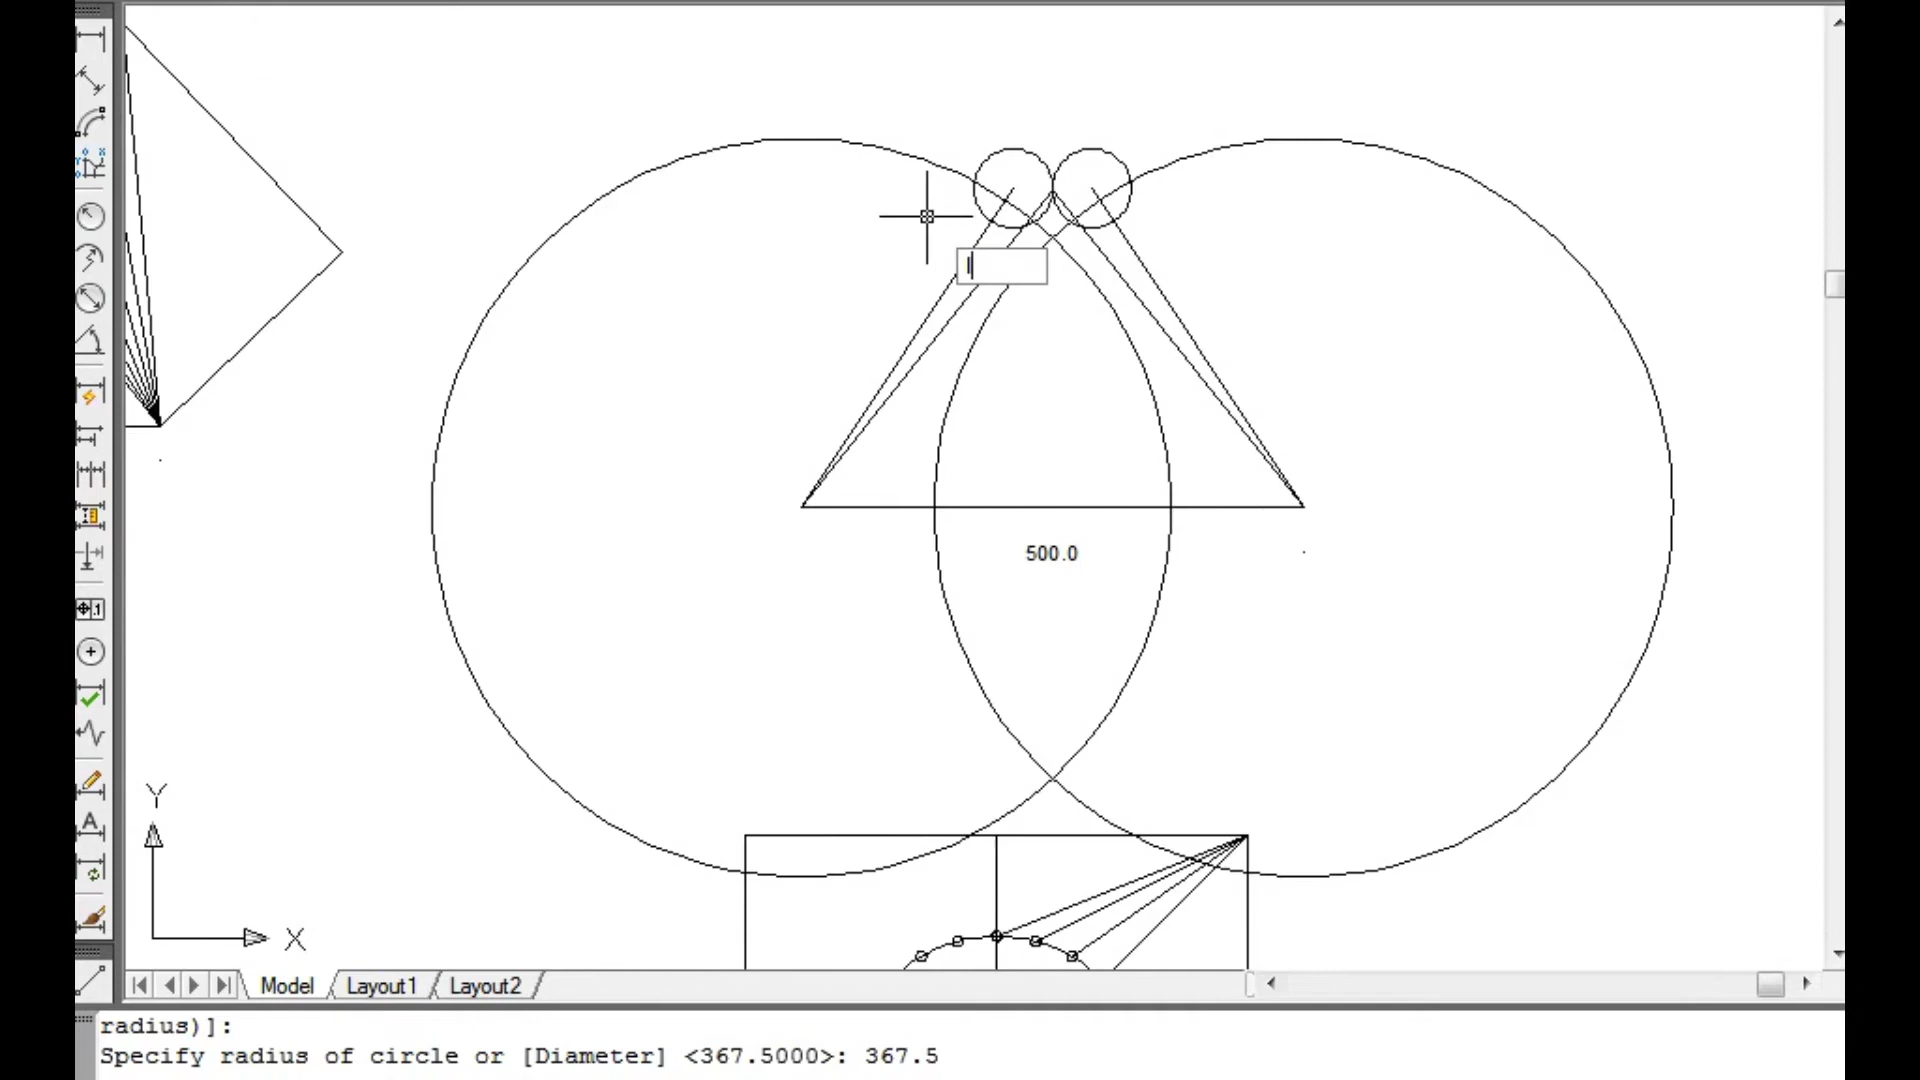 l
500.0
Y
X
Model
Layout1
Layout2
radius)]:
Specify radius of circle or [Diameter] <367.5000>: 367.5